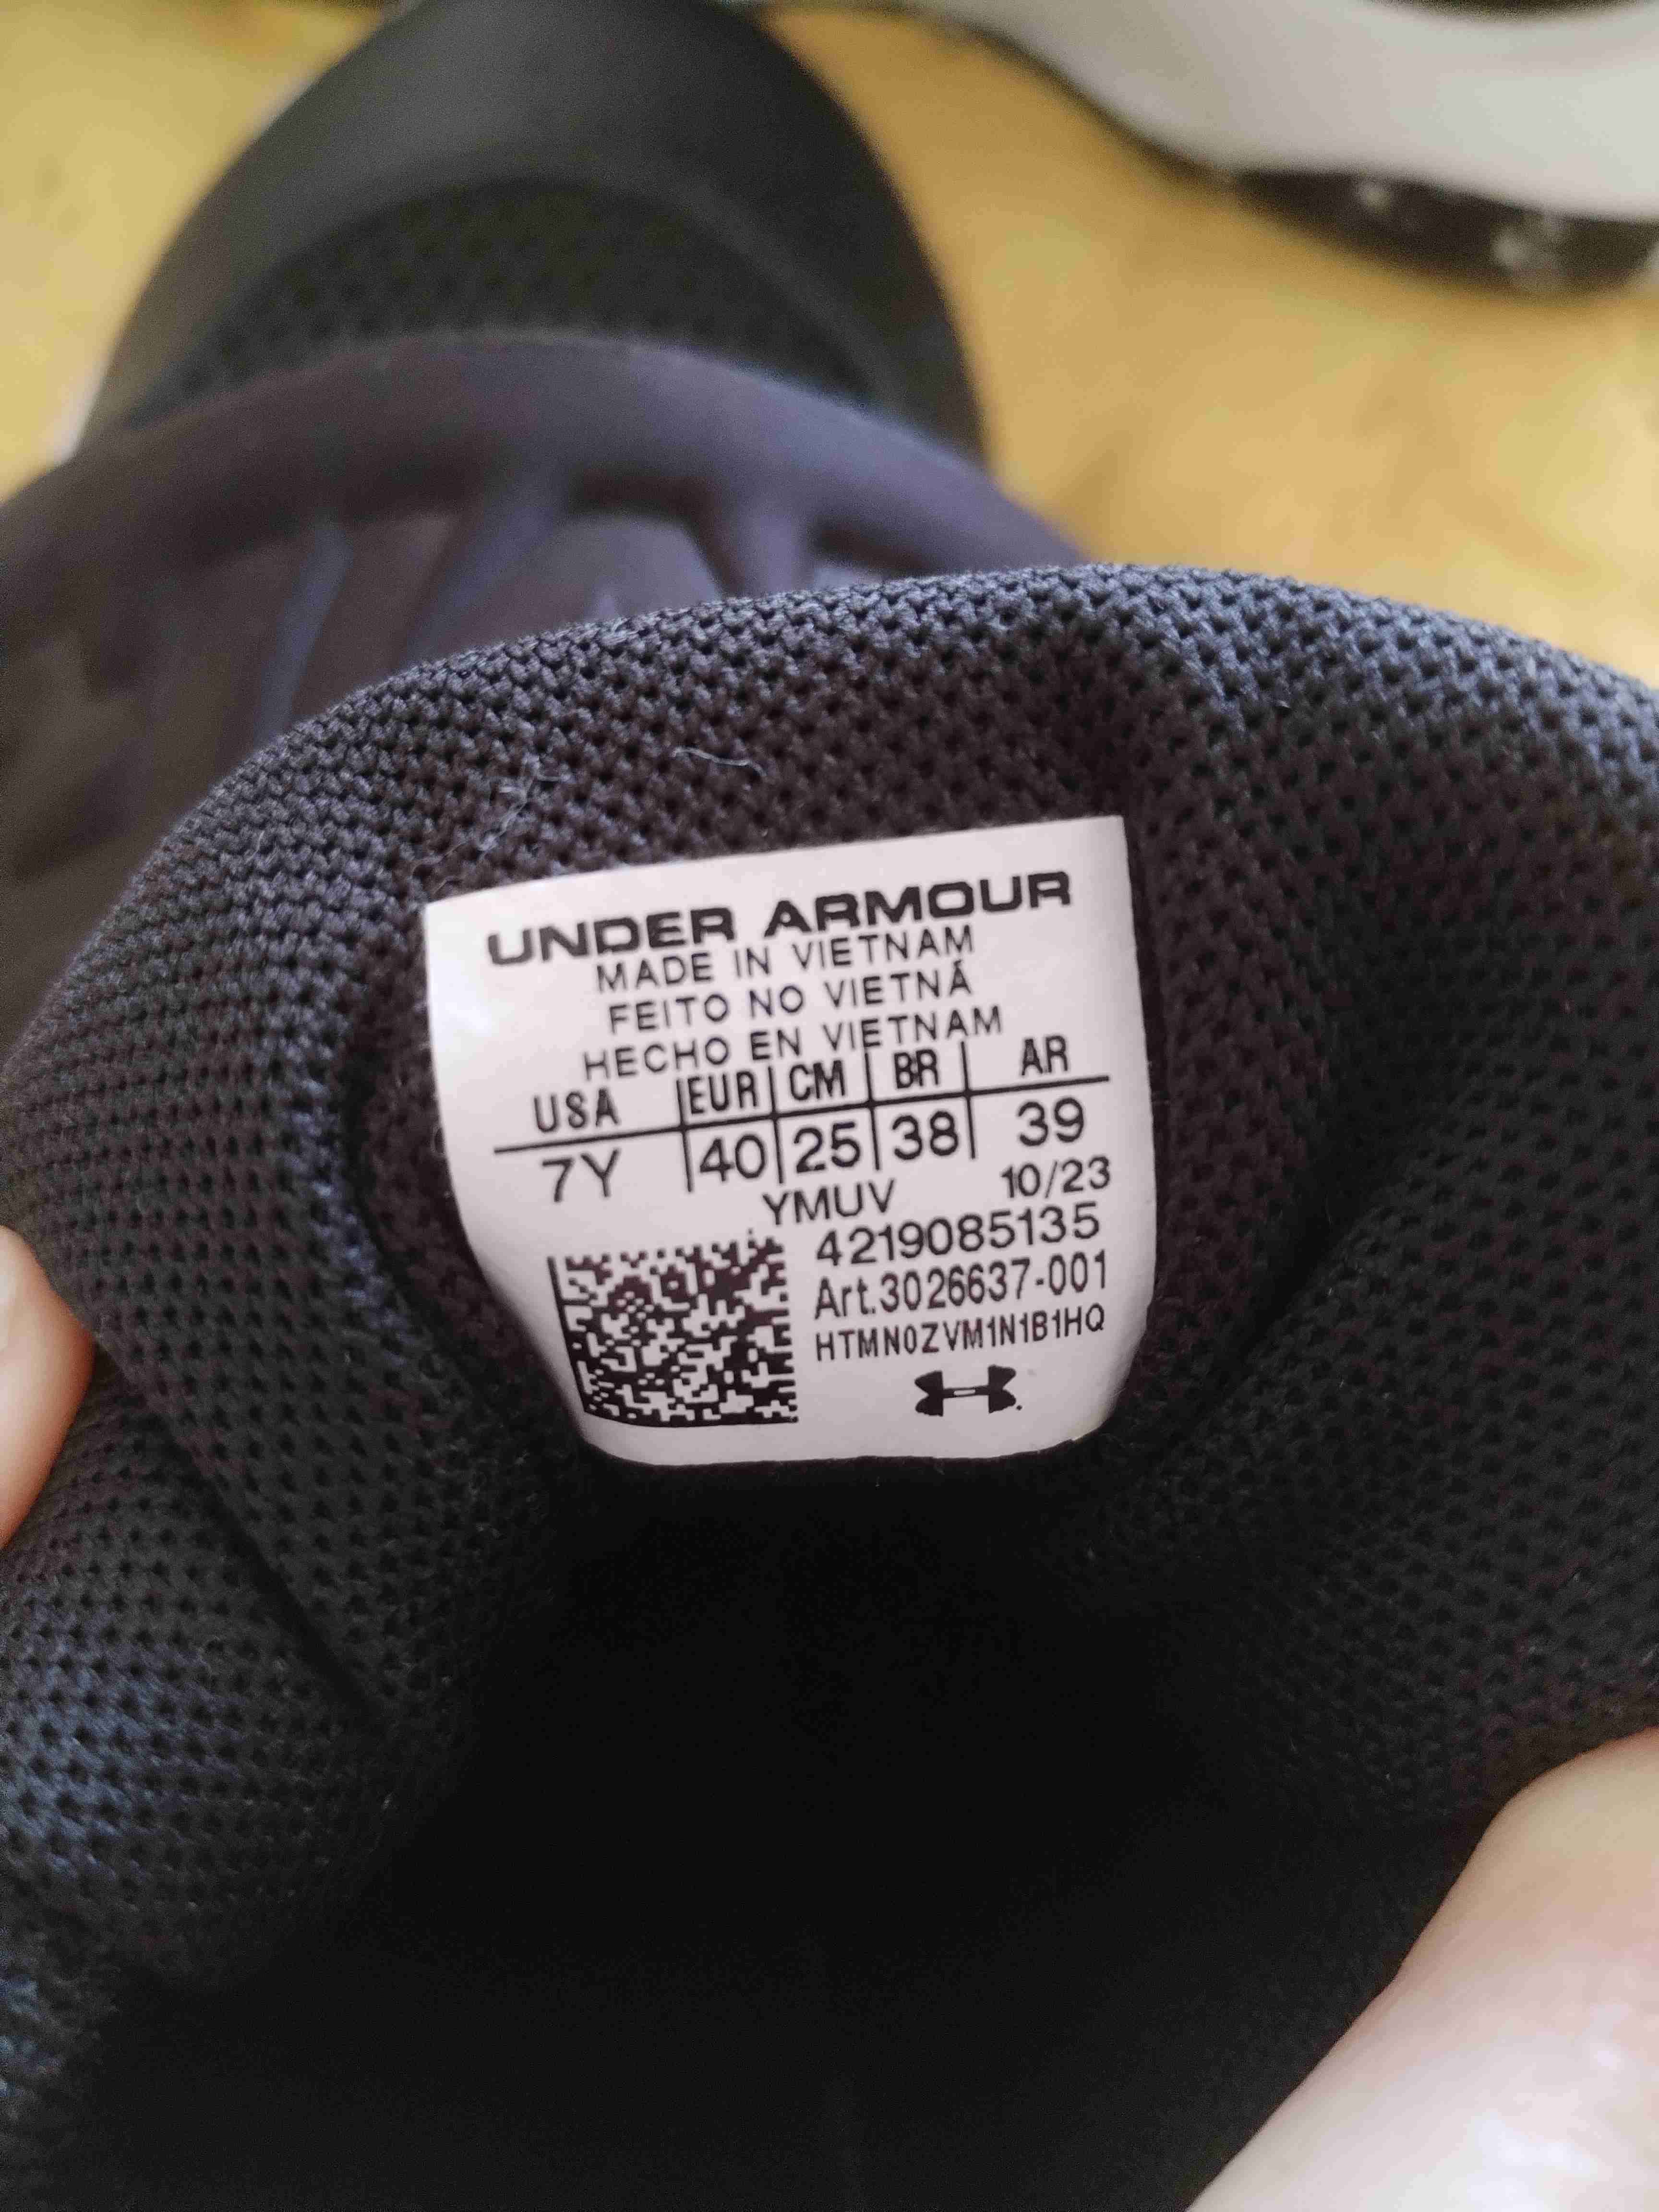 UNDER ARMOUR
MADE IN VIETNAM
FEITO NO VIETNÃ
HECHO EN VIETNAM
USA EUR CM BR AR
7Y 40 25 38 39
YMUV 10/23
4219085135
Art.3026637-001
HTMN0ZVM1N1B1HQ